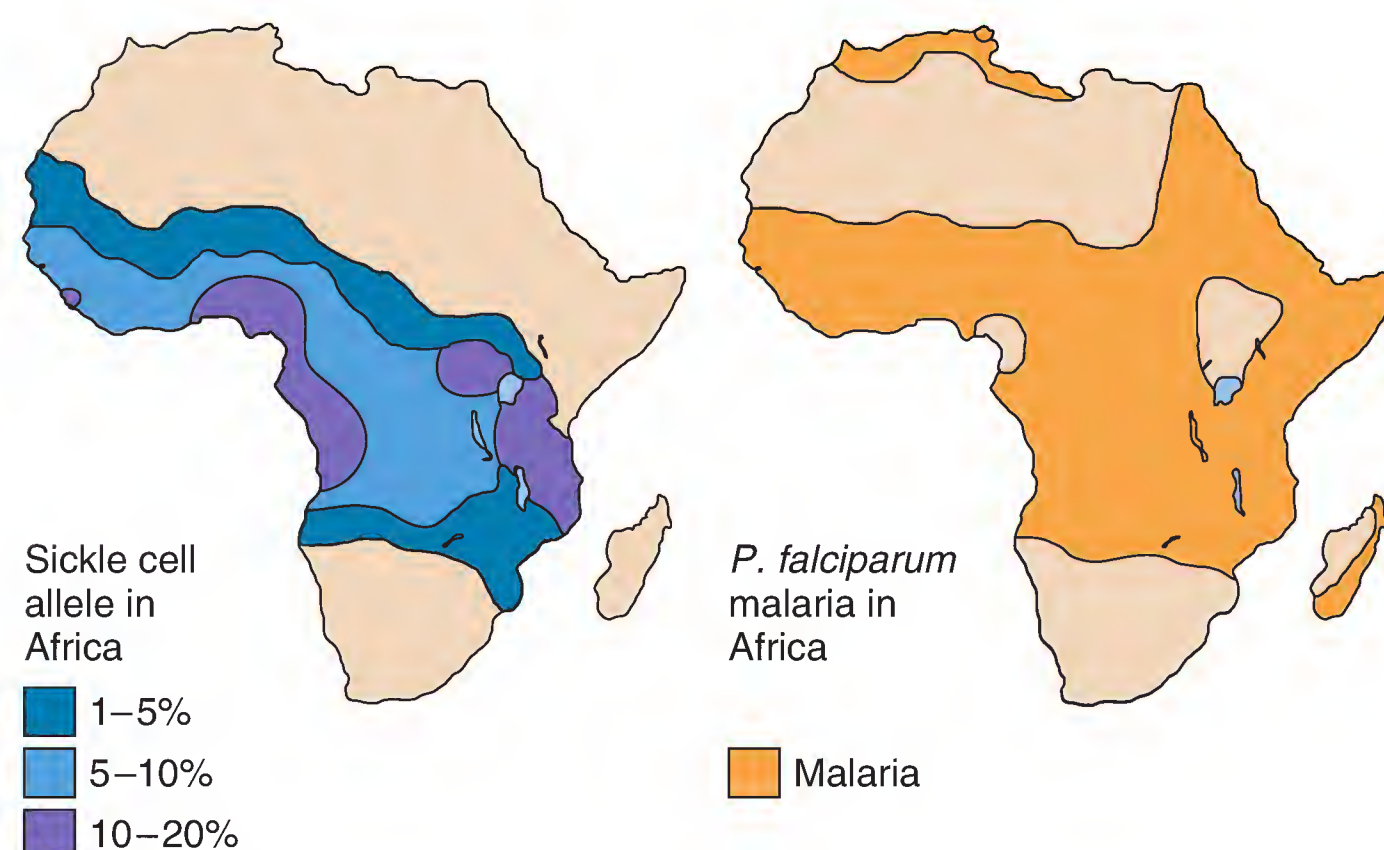 Sickle cell
allele in
Africa
1–5%
5–10%
10–20%
P. falciparum
malaria in
Africa
Malaria